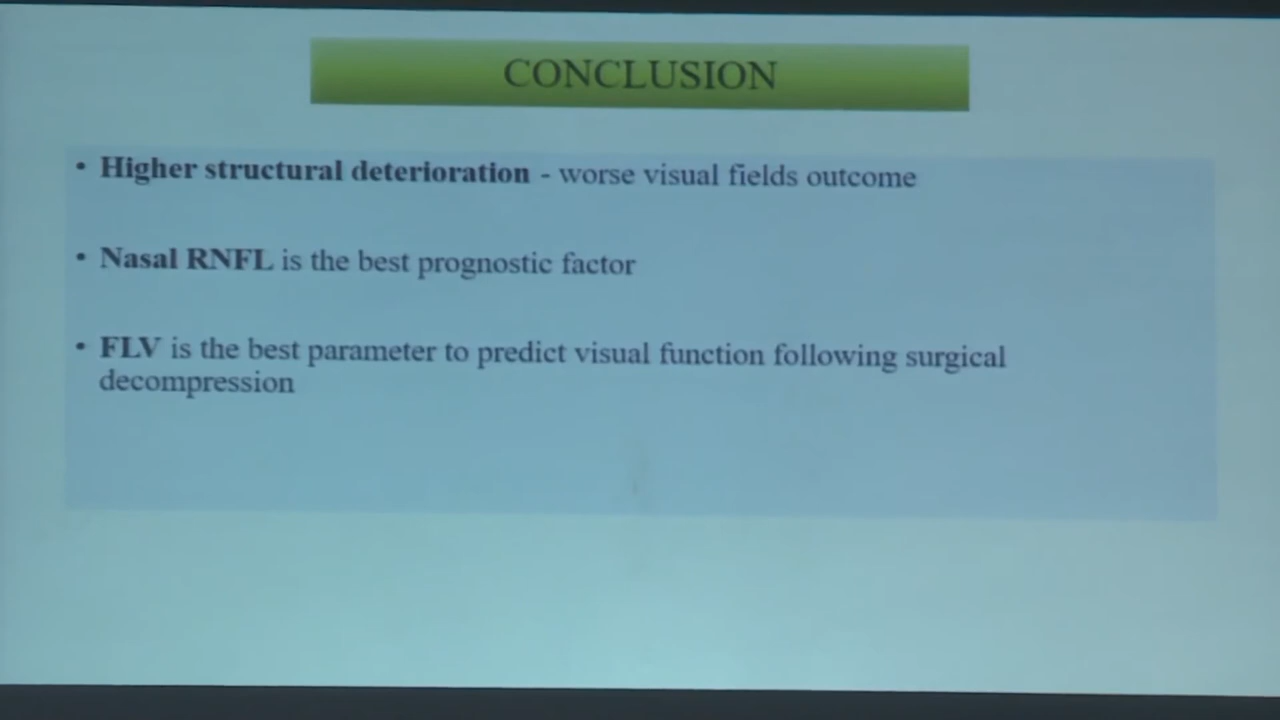 CONCLUSION
• Higher structural deterioration - worse visual fields outcome
• Nasal RNFL is the best prognostic factor
• FLV is the best parameter to predict visual function following surgical
decompression